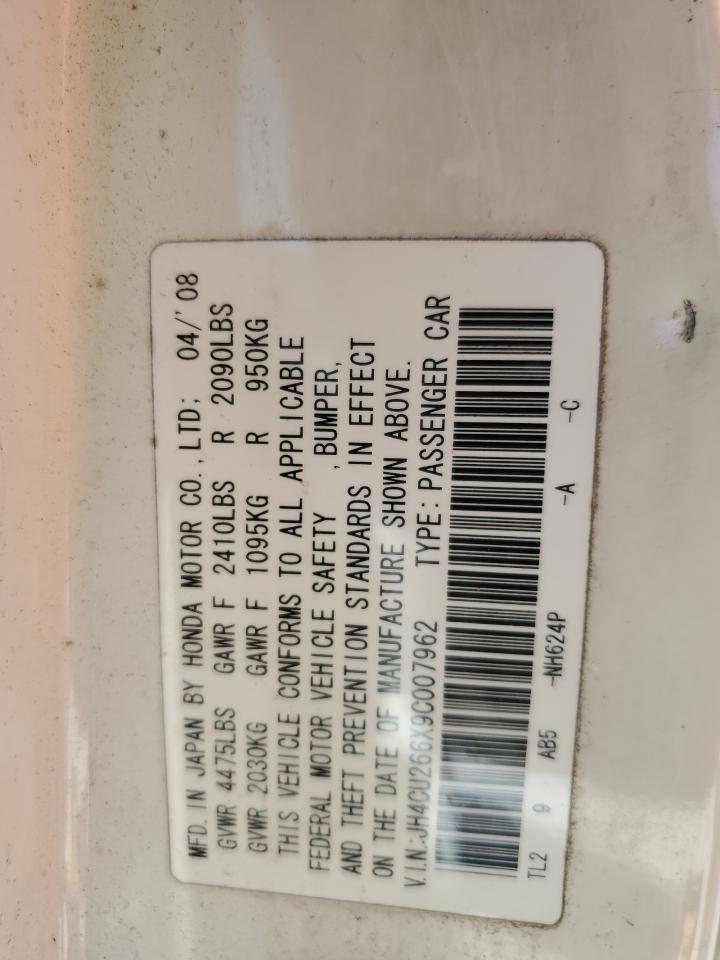 MFD. IN JAPAN BY HONDA MOTOR CO., LTD; 04/'08
GVWR 4475LBS GAWR F 2410LBS R 2090LBS
GVWR 2030KG GAWR F 1095KG R 950KG
THIS VEHICLE CONFORMS TO ALL APPLICABLE
FEDERAL MOTOR VEHICLE SAFETY , BUMPER,
AND THEFT PREVENTION STANDARDS IN EFFECT
ON THE DATE OF MANUFACTURE SHOWN ABOVE.
V.I.N:JH4CU266X9C007962 TYPE: PASSENGER CAR
TL2 9 AB5 -NH624P -A -C